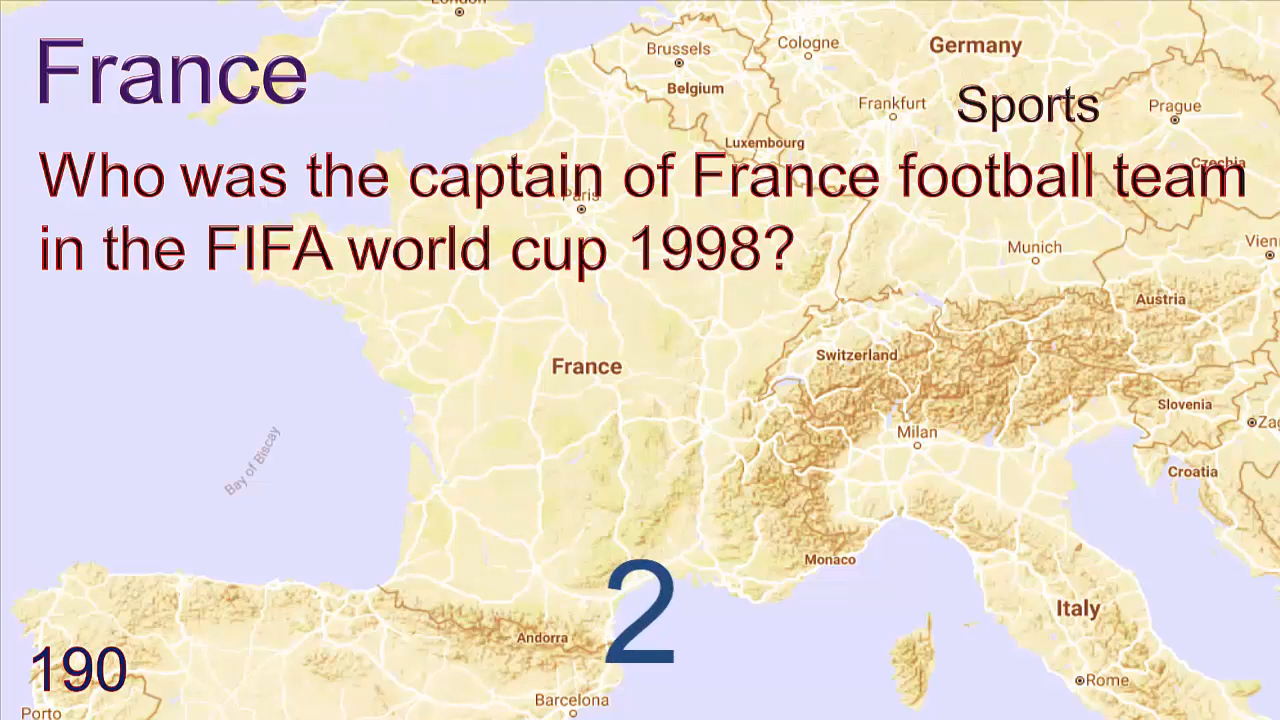 London
France
Brussels
Cologne
Germany
Belgium
Frankfurt
Sports
Prague
Luxembourg
Who was the captain of France football team
Czechia
Paris
in the FIFA world cup 1998?
Munich
Vien
Austria
France
Switzerland
Slovenia
Milan
Zag
Bay of Biscay
Croatia
Monaco
2
Italy
Andorra
190
Rome
Barcelona
Porto